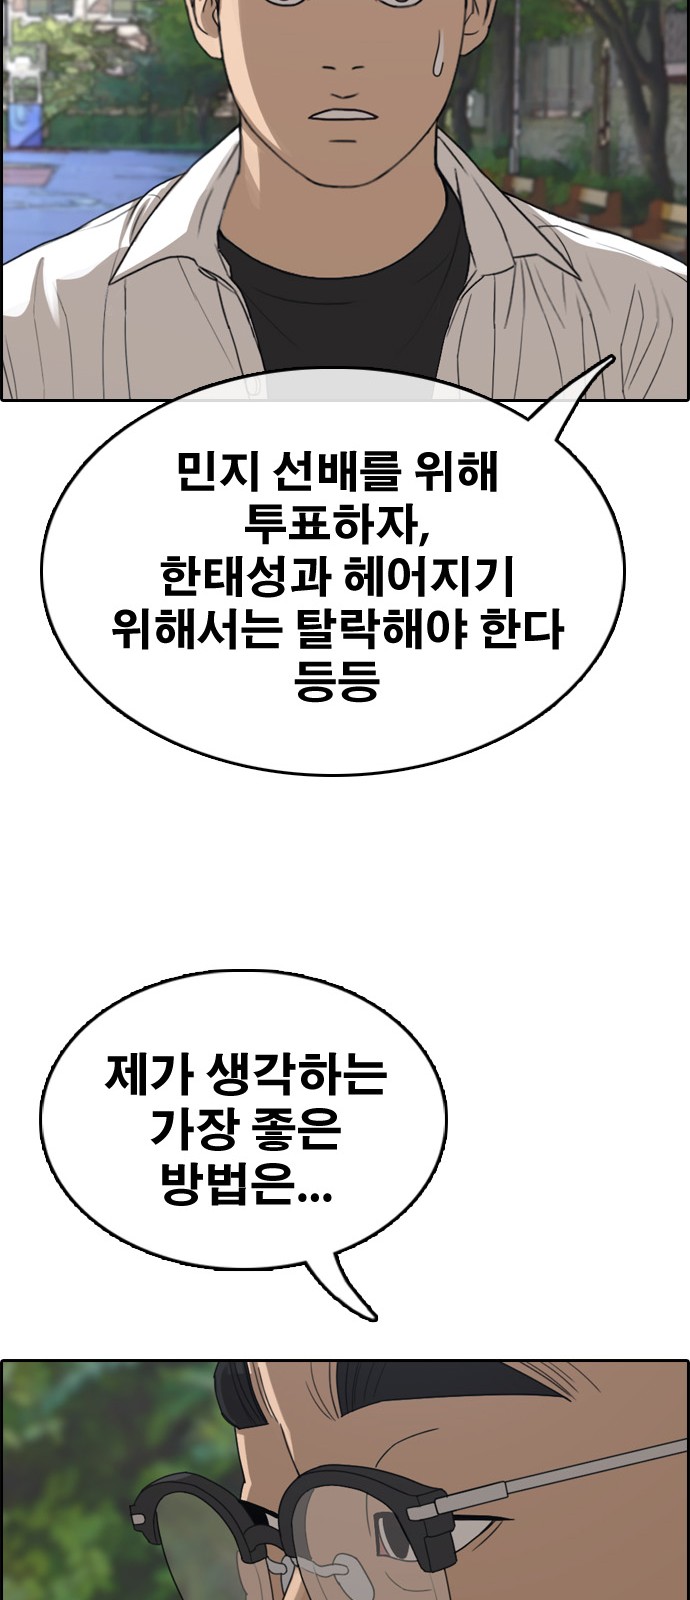 민지 선배를 위해
투표하자,
한태성과 헤어지기
위해서는 탈락해야 한다
등등
제가 생각하는
가장 좋은
방법은...